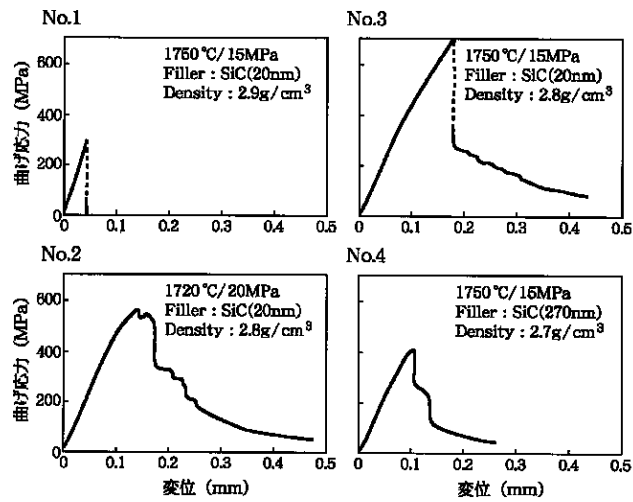 No.1
1750℃/15MPa
Filler : SiC(20nm)
Density : 2.9g/cm³
曲げ応力 (MPa)
600
400
200
0
0 0.1 0.2 0.3 0.4 0.5
No.3
1750℃/15MPa
Filler : SiC(20nm)
Density : 2.8g/cm³
0 0.1 0.2 0.3 0.4 0.5
No.2
1720℃/20MPa
Filler : SiC(20nm)
Density : 2.8g/cm³
曲げ応力 (MPa)
600
400
200
0
0 0.1 0.2 0.3 0.4 0.5
変位 (mm)
No.4
1750℃/15MPa
Filler : SiC(270nm)
Density : 2.7g/cm³
0 0.1 0.2 0.3 0.4 0.5
変位 (mm)